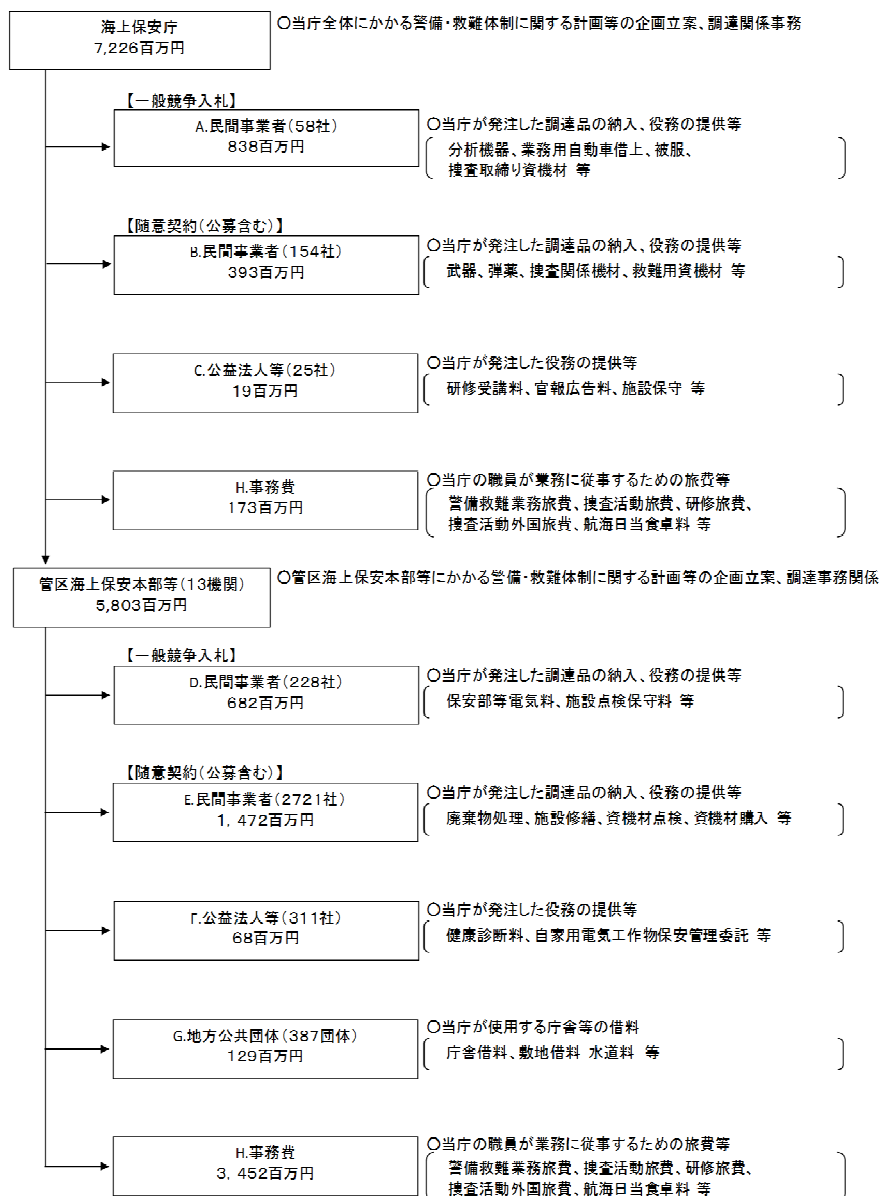 海上保安庁
7,226百万円
○当庁全体にかかる警備・救難体制に関する計画等の企画立案、調達関係事務
【一般競争入札】
A.民間事業者(58社)
838百万円
○当庁が発注した調達品の納入、役務の提供等
分析機器、業務用自動車借上、被服、
捜査取締り資機材 等
【随意契約(公募含む)】
B.民間事業者(154社)
393百万円
○当庁が発注した調達品の納入、役務の提供等
武器、弾薬、捜査関係機材、救難用資機材 等
C.公益法人等(25社)
19百万円
○当庁が発注した役務の提供等
研修受講料、官報広告料、施設保守 等
H.事務費
173百万円
○当庁の職員が業務に従事するための旅費等
警備救難業務旅費、捜査活動旅費、研修旅費、
捜査活動外国旅費、航海日当食卓料 等
管区海上保安本部等(13機関)
5,803百万円
○管区海上保安本部等にかかる警備・救難体制に関する計画等の企画立案、調達事務関係
【一般競争入札】
D.民間事業者(228社)
682百万円
○当庁が発注した調達品の納入、役務の提供等
保安部等電気料、施設点検保守料 等
【随意契約(公募含む)】
E.民間事業者(2721社)
1,472百万円
○当庁が発注した調達品の納入、役務の提供等
廃棄物処理、施設修繕、資機材点検、資機材購入 等
F.公益法人等(311社)
68百万円
○当庁が発注した役務の提供等
健康診断料、自家用電気工作物保安管理委託 等
G.地方公共団体(387団体)
129百万円
○当庁が使用する庁舎等の借料
庁舎借料、敷地借料 水道料 等
H.事務費
3,452百万円
○当庁の職員が業務に従事するための旅費等
警備救難業務旅費、捜査活動旅費、研修旅費、
捜査活動外国旅費、航海日当食卓料 等